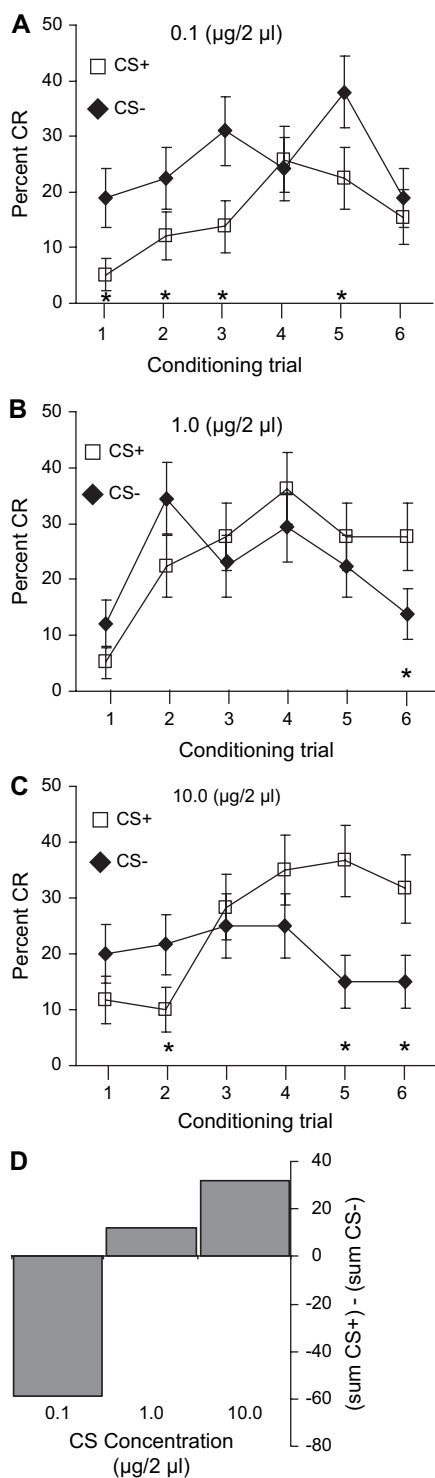 A
0.1 (µg/2 µl)
CS+
CS-
Percent CR
50
40
30
20
10
0
* * * *
1 2 3 4 5 6
Conditioning trial
B
1.0 (µg/2 µl)
CS+
CS-
Percent CR
50
40
30
20
10
0
*
1 2 3 4 5 6
Conditioning trial
C
10.0 (µg/2 µl)
CS+
CS-
Percent CR
50
40
30
20
10
0
* * *
1 2 3 4 5 6
Conditioning trial
D
40
20
0
-20
-40
-60
-80
(sum CS+) - (sum CS-)
0.1 1.0 10.0
CS Concentration
(µg/2 µl)